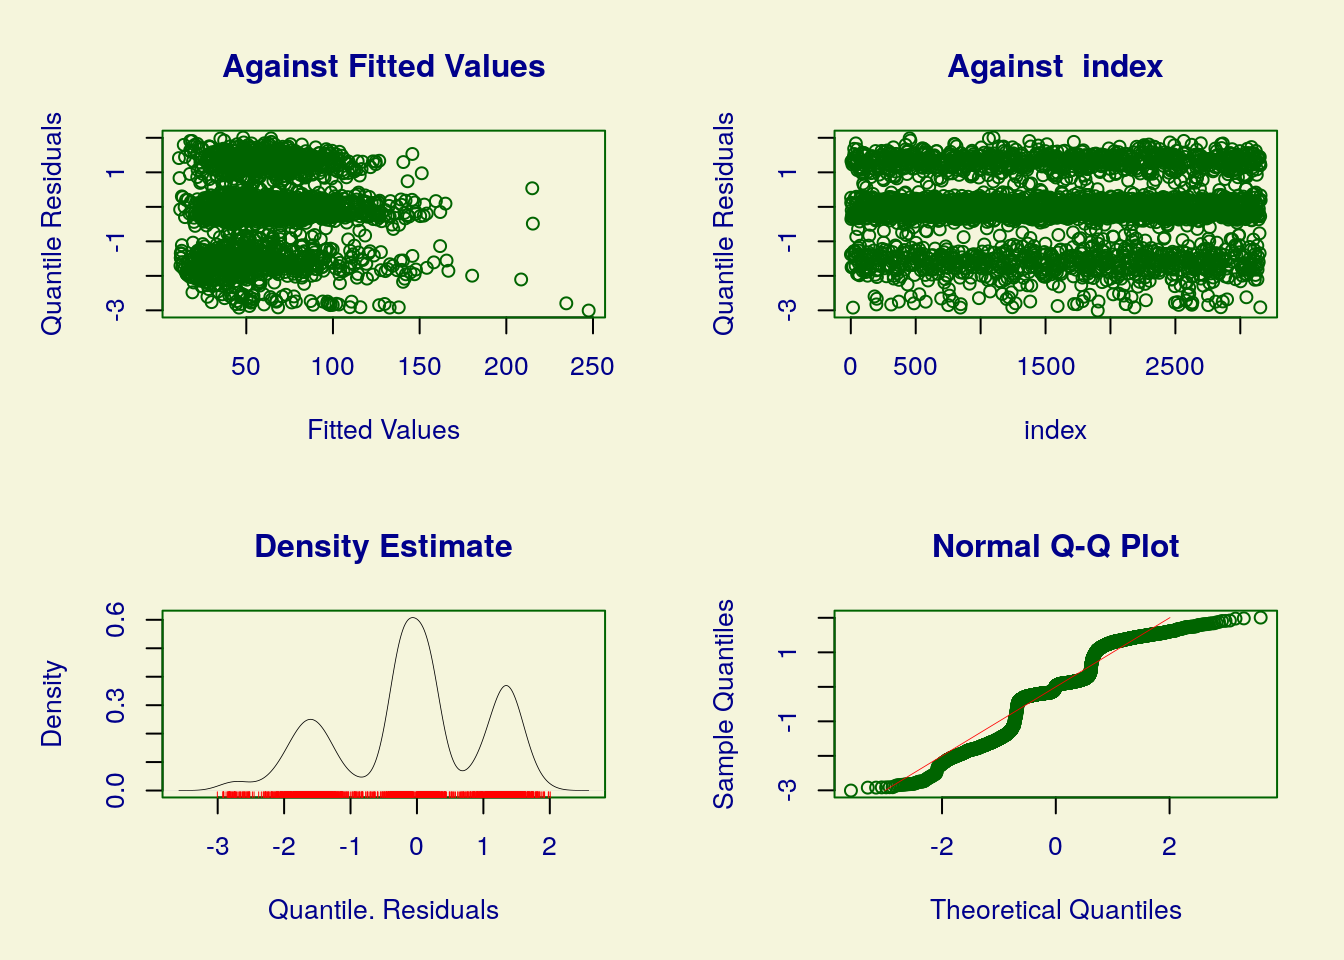 Against Fitted Values
Quantile Residuals
1
-1
-3
50 100 150 200 250
Fitted Values
Against  index
Quantile Residuals
1
-1
-3
0 500 1500 2500
index
Density Estimate
Density
0.6
0.3
0.0
-3 -2 -1 0 1 2
Quantile. Residuals
Normal Q-Q Plot
Sample Quantiles
1
-1
-3
-2 0 2
Theoretical Quantiles